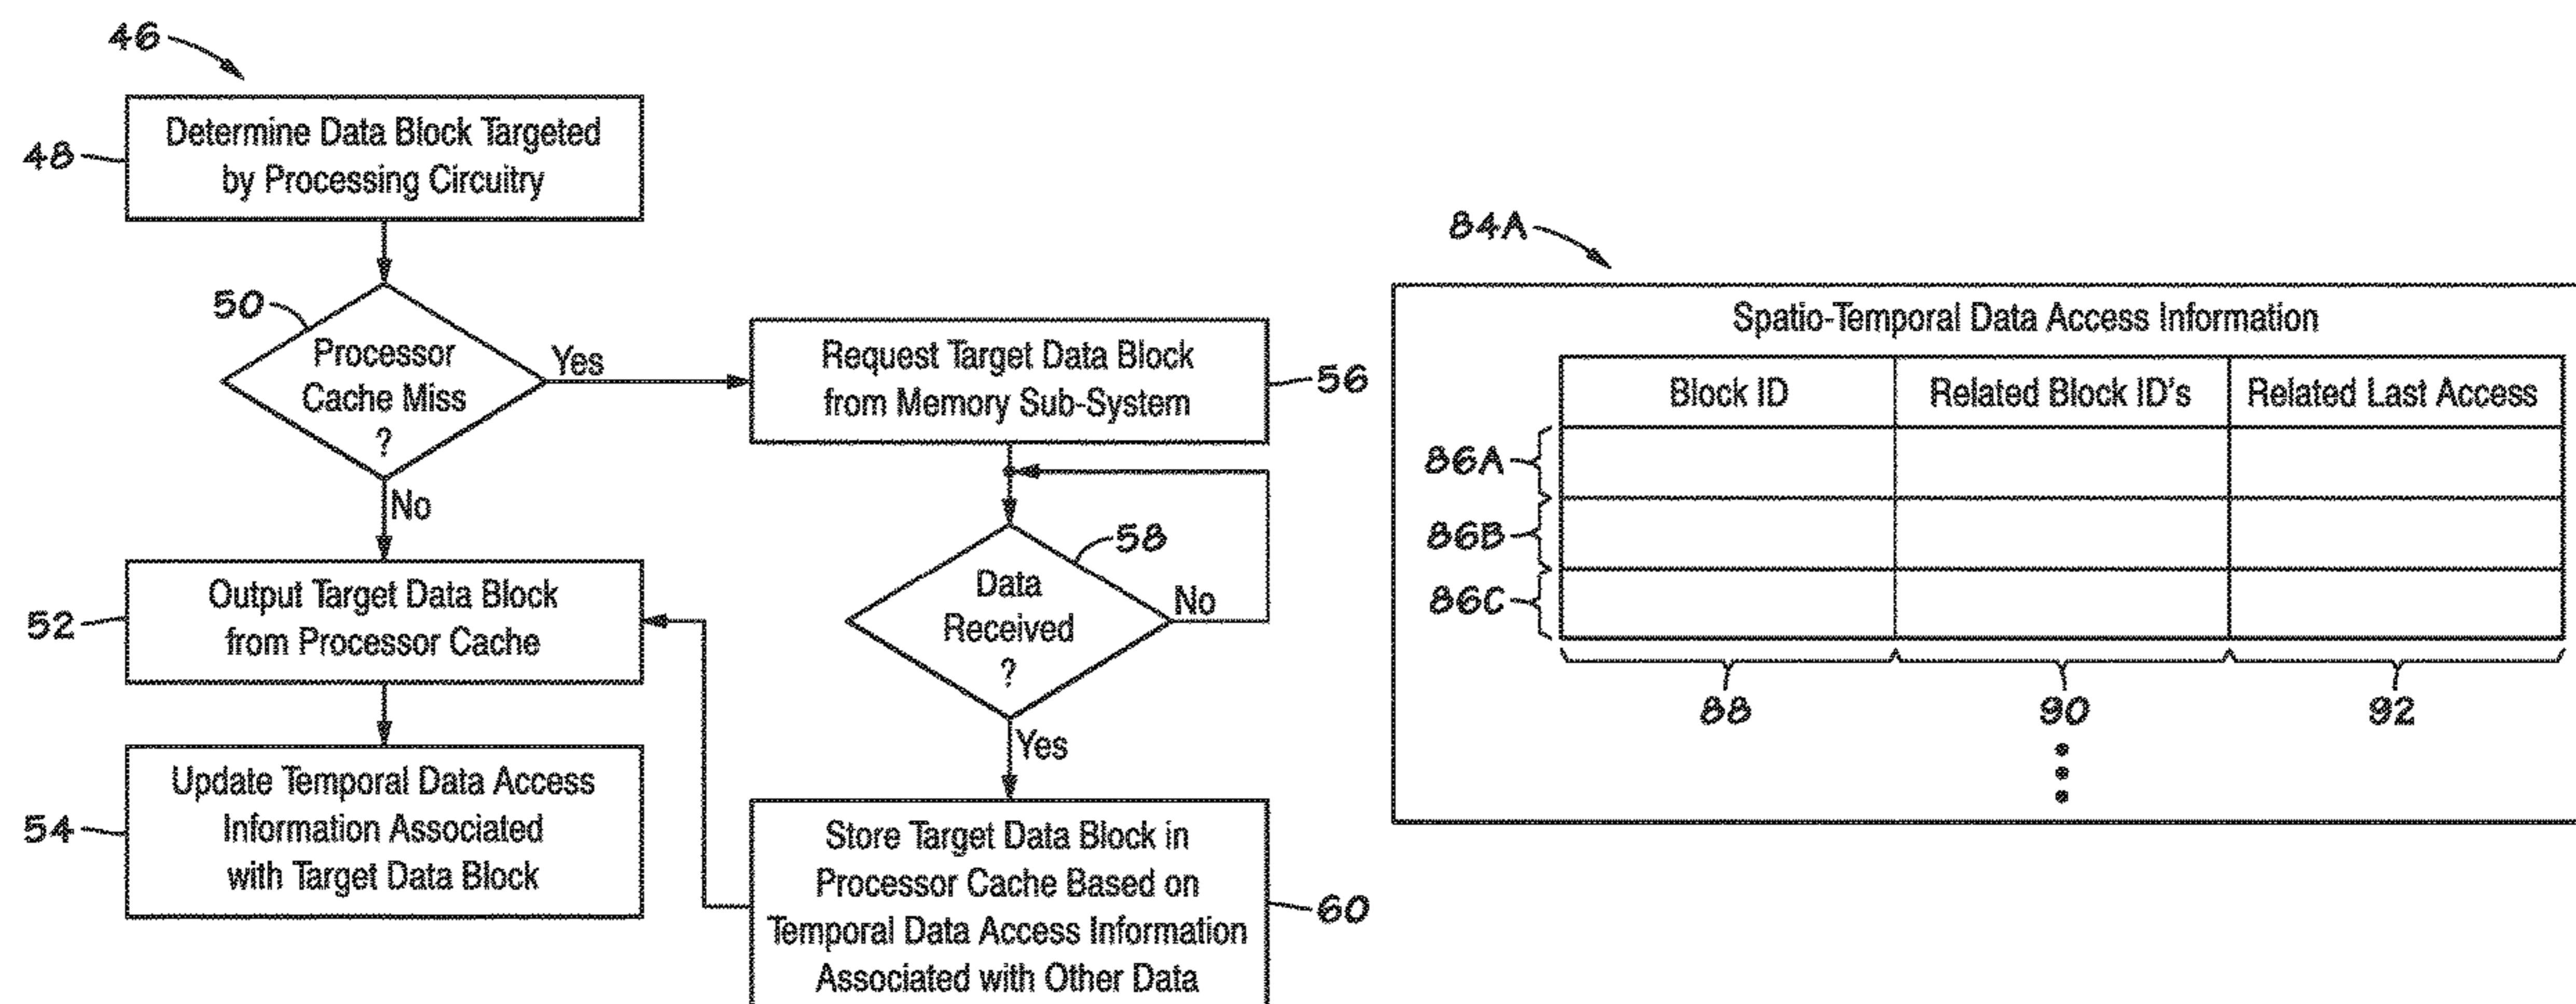 46
48
Determine Data Block Targeted
by Processing Circuitry
50
Processor
Cache Miss
?
Yes
No
52
Output Target Data Block
from Processor Cache
54
Update Temporal Data Access
Information Associated
with Target Data Block
Request Target Data Block
from Memory Sub-System
56
58
Data
Received
?
No
Yes
Store Target Data Block in
Processor Cache Based on
Temporal Data Access Information
Associated with Other Data
60
84A
Spatio-Temporal Data Access Information
Block ID
Related Block ID's
Related Last Access
86A
86B
86C
88
90
92